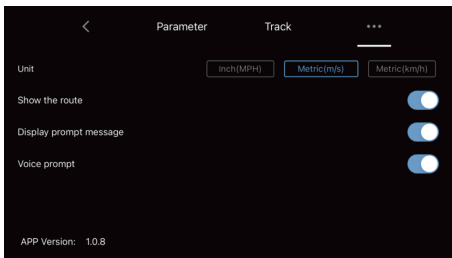 Parameter Track •••
Unit Inch(MPH) Metric(m/s) Metric(km/h)
Show the route
Display prompt message
Voice prompt
APP Version: 1.0.8